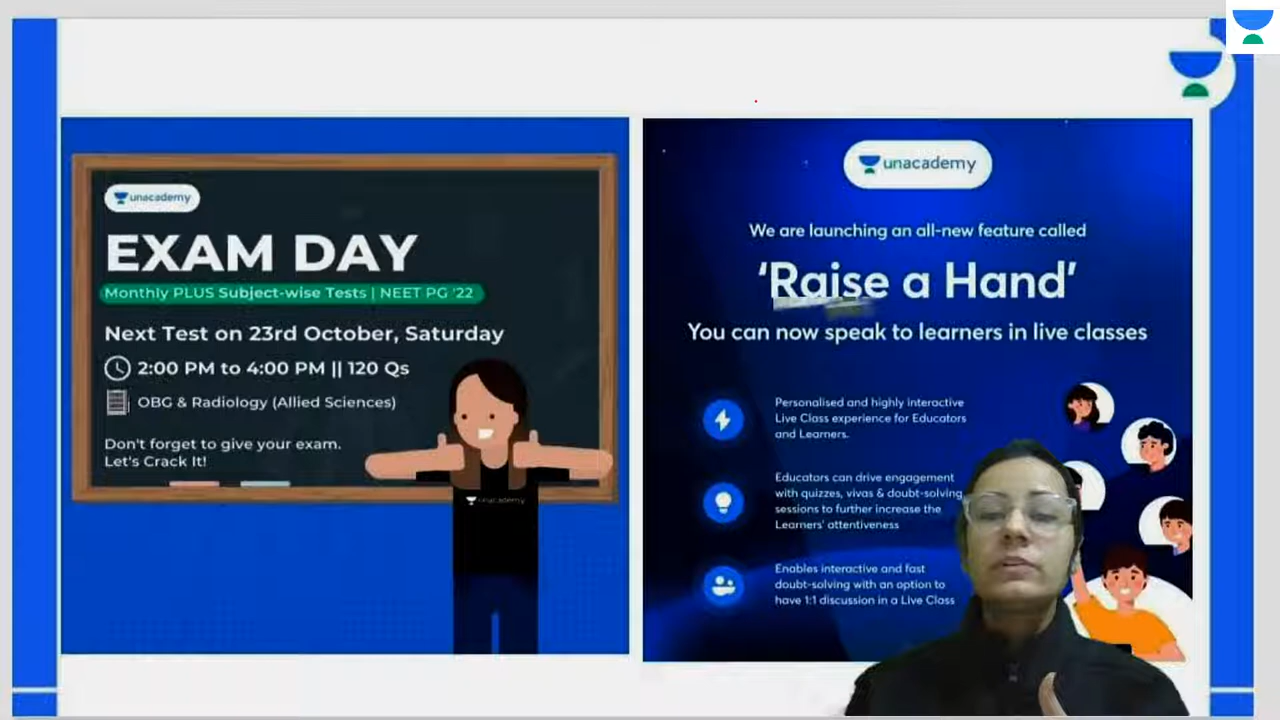 unacademy
EXAM DAY
Monthly PLUS Subject-wise Tests | NEET PG '22
Next Test on 23rd October, Saturday
2:00 PM to 4:00 PM || 120 Qs
OBG & Radiology (Allied Sciences)
Don't forget to give your exam.
Let's Crack It!
unacademy
unacademy
We are launching an all-new feature called
‘Raise a Hand’
You can now speak to learners in live classes
Personalised and highly interactive
Live Class experience for Educators
and Learners.
Educators can drive engagement
with quizzes, vivas & doubt-solving
sessions to further increase the
Learners' attentiveness
Enables interactive and fast
doubt-solving with an option to
have 1:1 discussion in a Live Class